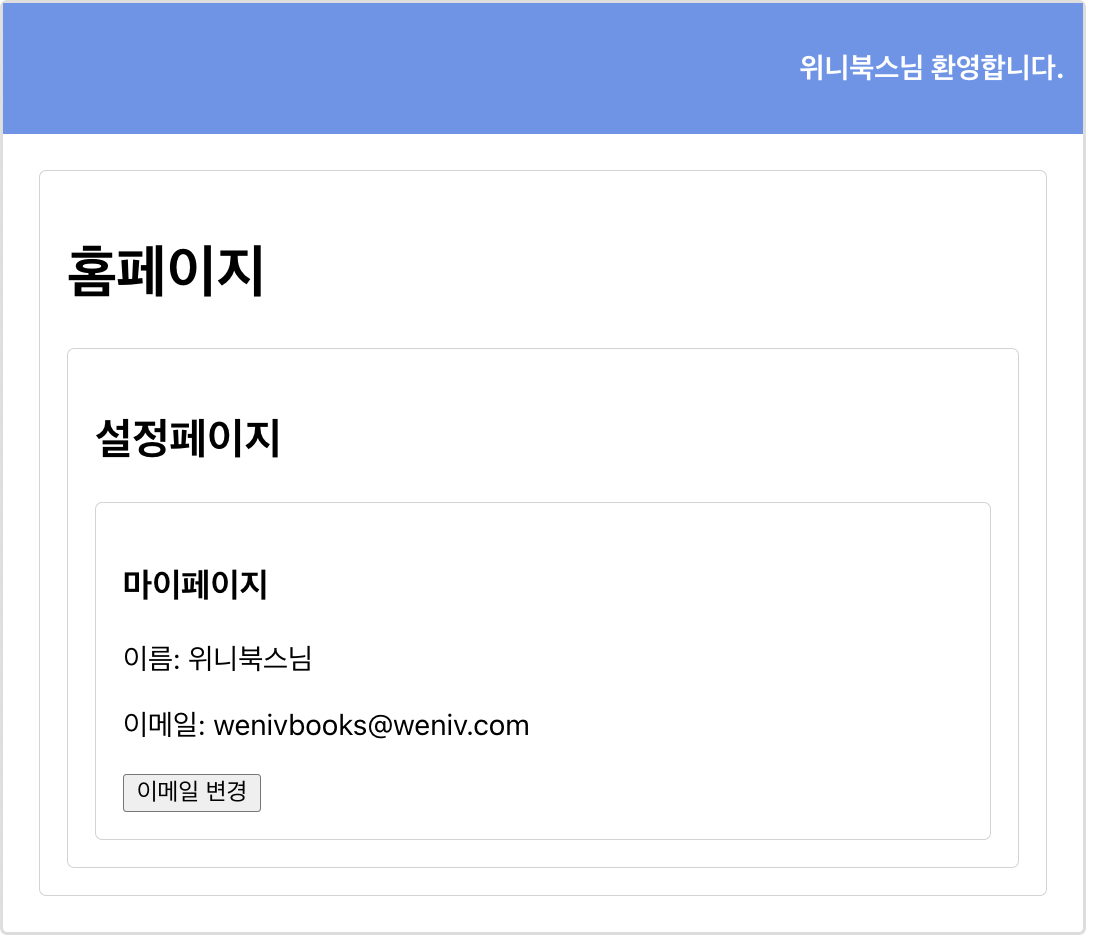 위니북스님 환영합니다.
홈페이지
설정페이지
마이페이지
이름: 위니북스님
이메일: wenivbooks@weniv.com
이메일 변경